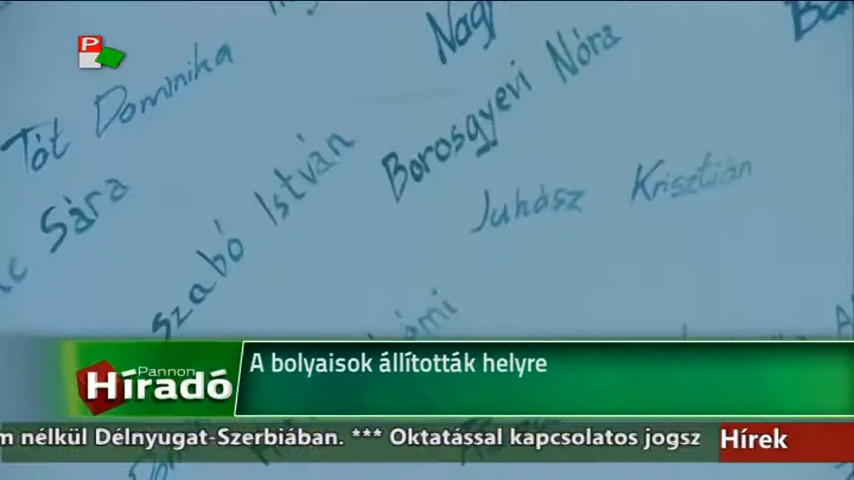 Nagy
P
Tót Dominika
Borosgyevi Nóra
Sára
Szabó István
Juhász Krisztián
A bolyaisok állították helyre
Pannon
Híradó
nélkül Délnyugat-Szerbiában. *** Oktatással kapcsolatos jogsz
Hírek